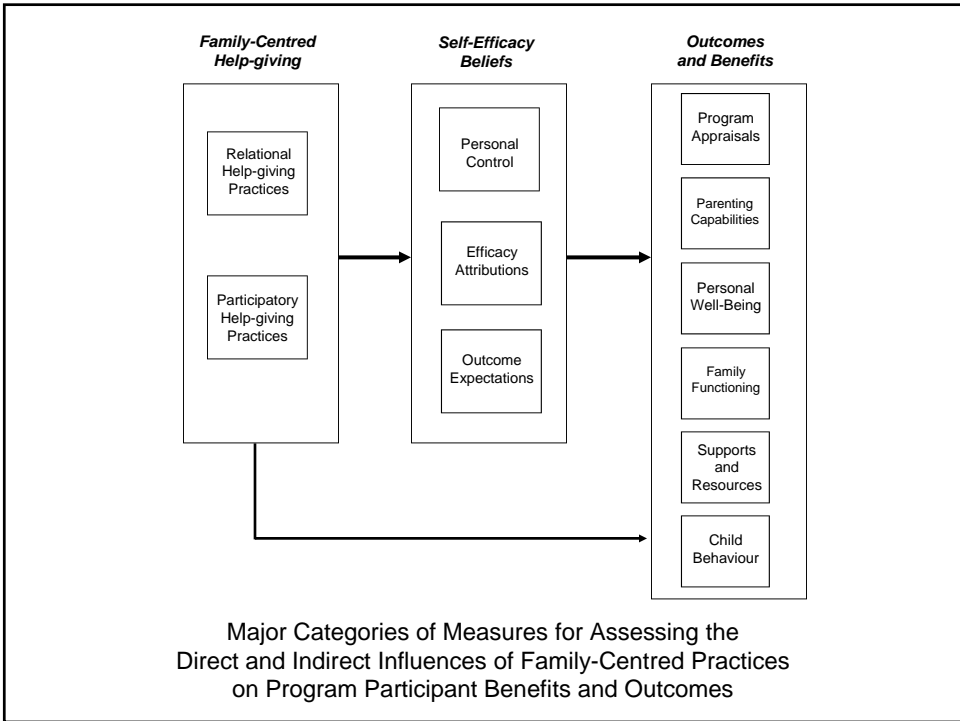 Family-Centred
Help-giving
Self-Efficacy
Beliefs
Outcomes
and Benefits
Relational
Help-giving
Practices
Participatory
Help-giving
Practices
Personal
Control
Efficacy
Attributions
Outcome
Expectations
Program
Appraisals
Parenting
Capabilities
Personal
Well-Being
Family
Functioning
Supports
and
Resources
Child
Behaviour
Major Categories of Measures for Assessing the
Direct and Indirect Influences of Family-Centred Practices
on Program Participant Benefits and Outcomes